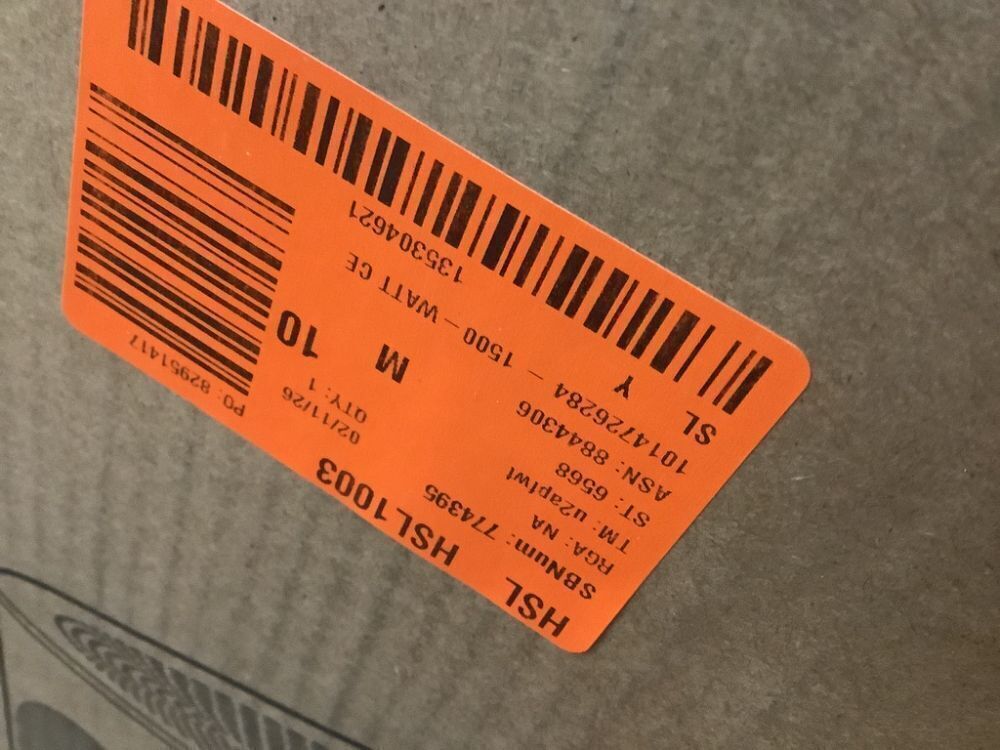 HSL HSL1003 PO: 82951417
SBNum: 774395 02/11/26
RGA: NA QTY: 1
TM: u2aptwl
ST: 6568 M 10
ASN: 8844306
1014726284 – 1500 – WATT CE
SL Y 135304621